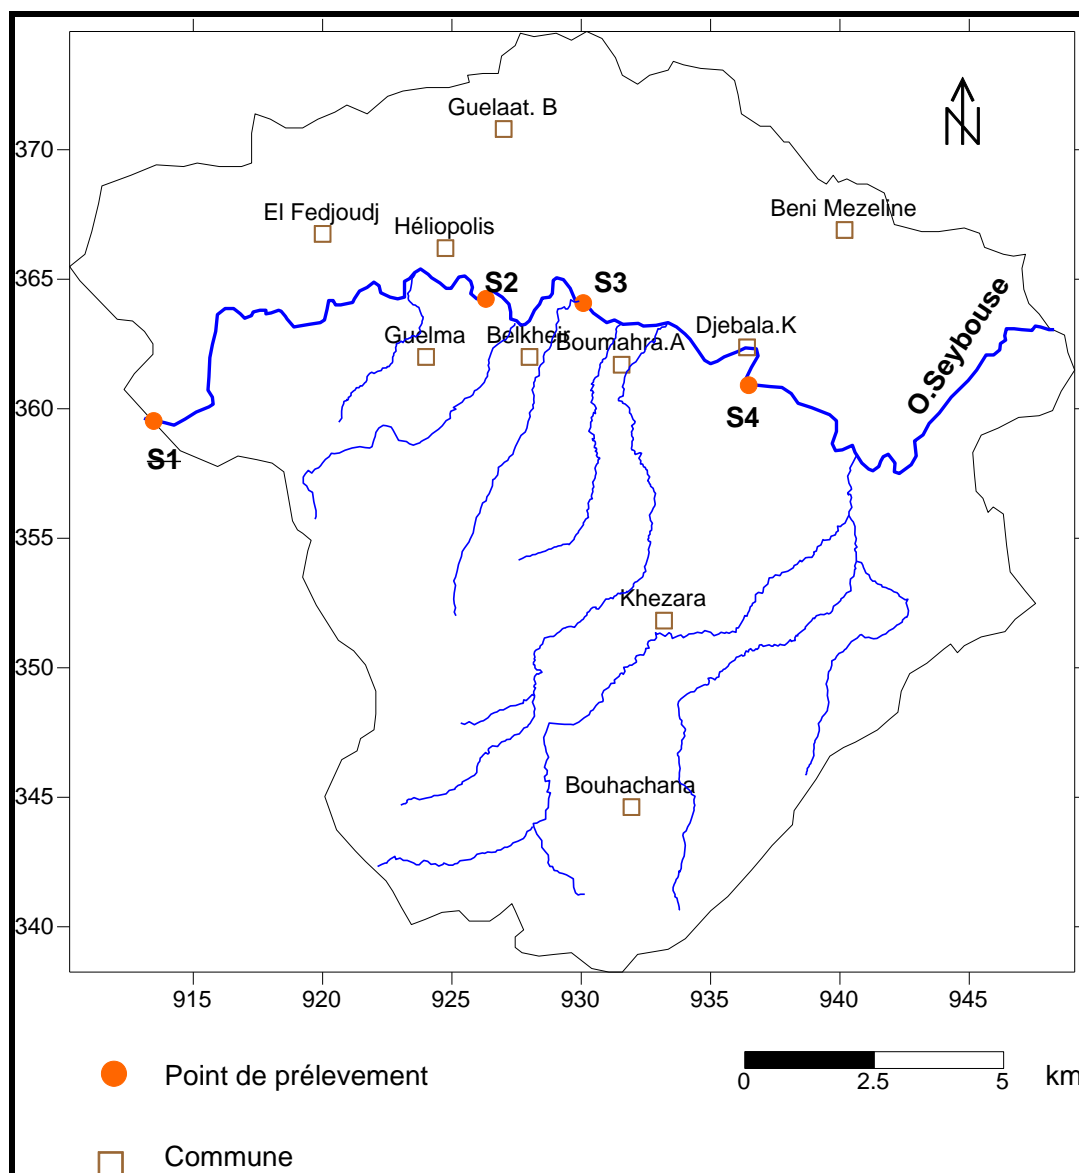 Guelaat. B
N
370
El Fedjoudj
Héliopolis
Beni Mezeline
365
S2
S3
O.Seybouse
Guelma
Belkheir
Boumahra.A
Djebala.K
360
S1
S4
355
Khezara
350
Bouhachana
345
340
915 920 925 930 935 940 945
Point de prélevement
0 2.5 5 km
Commune